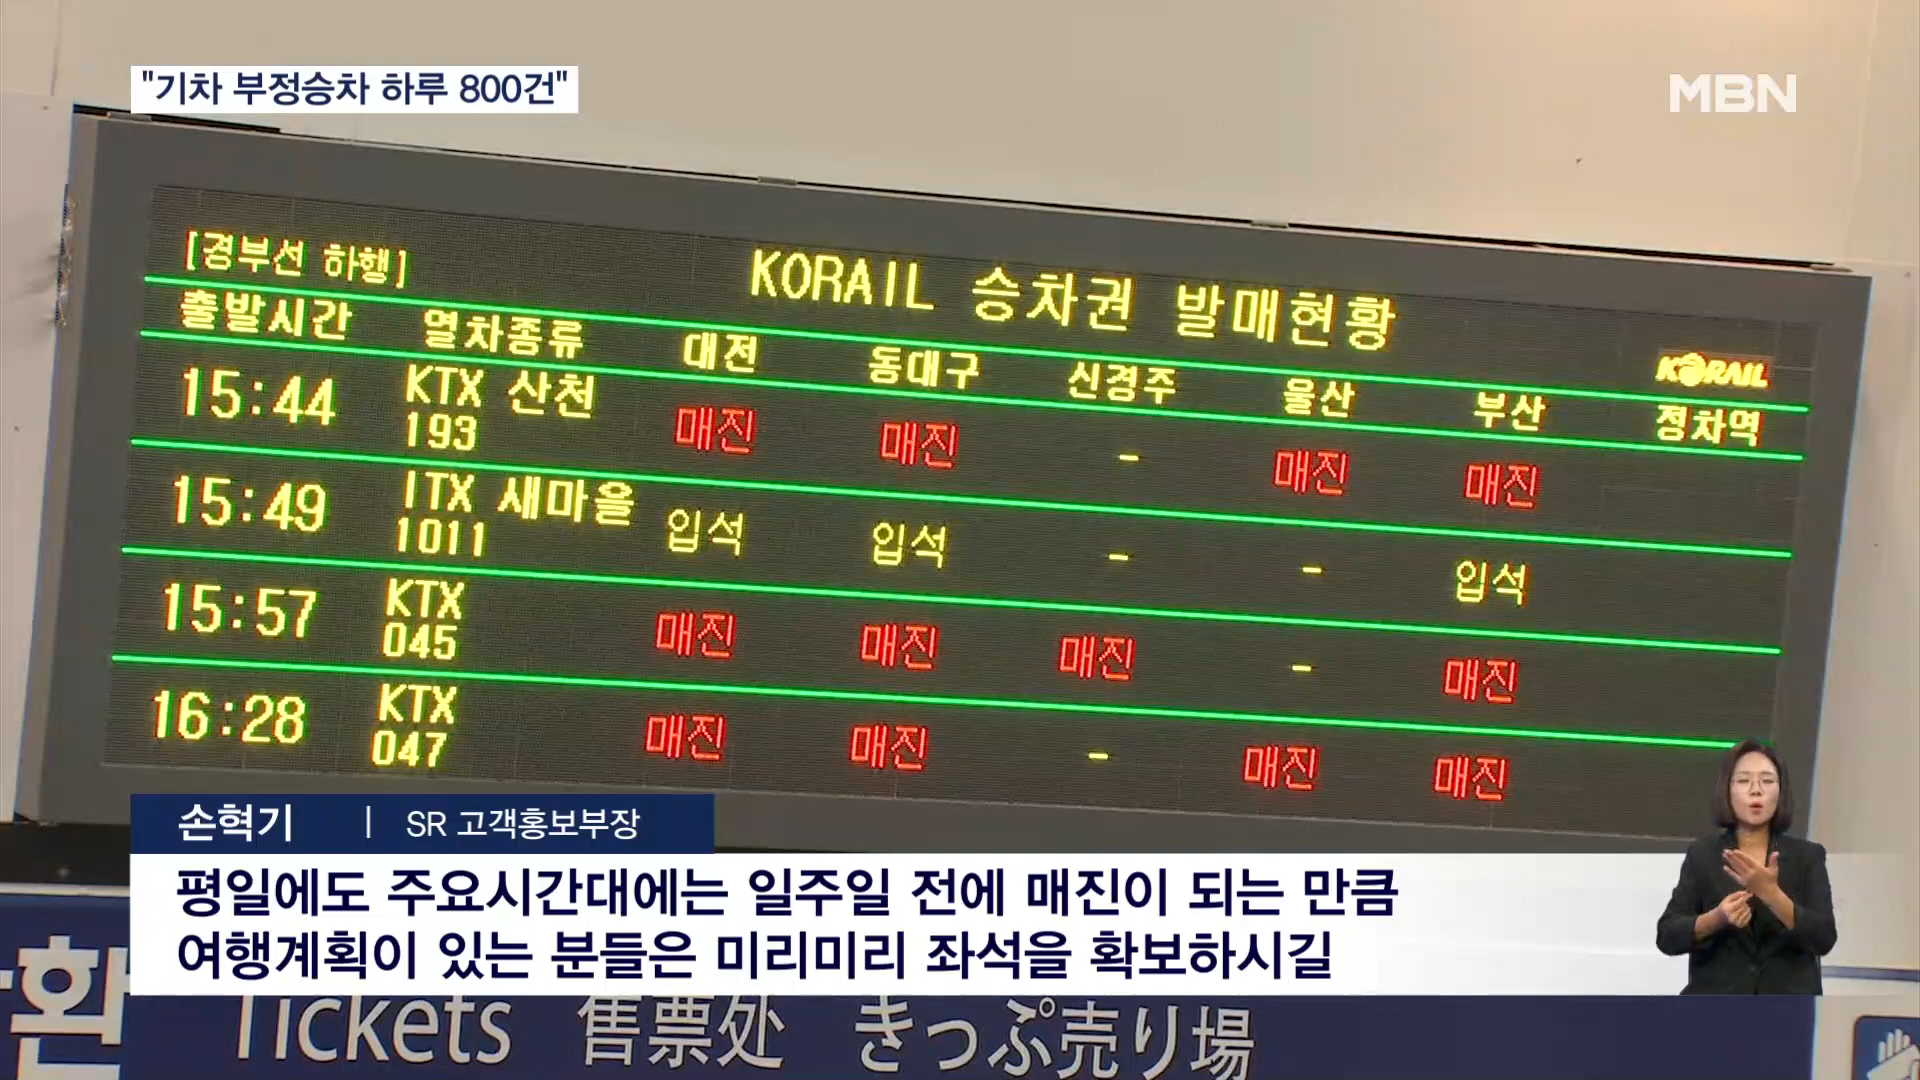 "기차 부정승차 하루 800건"
MBN
[경부선 하행]
KORAIL 승차권 발매현황
KORAIL
출발시간 열차종류 대전 동대구 신경주 울산 부산 정차역
15:44 KTX 산천 193 매진 매진 - 매진 매진
15:49 ITX 새마을 1011 입석 입석 - - 입석
15:57 KTX 045 매진 매진 매진 - 매진
16:28 KTX 047 매진 매진 - 매진 매진
손혁기 | SR 고객홍보부장
평일에도 주요시간대에는 일주일 전에 매진이 되는 만큼
여행계획이 있는 분들은 미리미리 좌석을 확보하시길
환 Tickets 售票处 きっぷ売り場